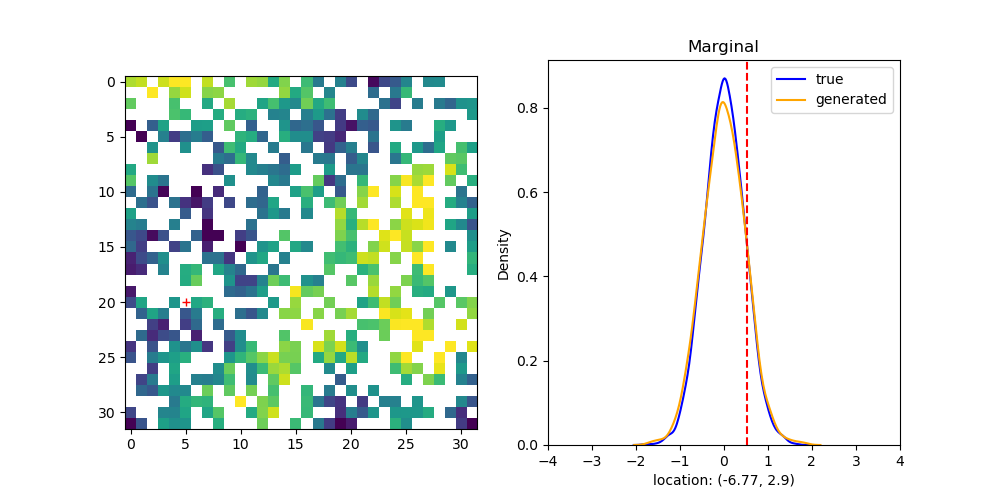 Marginal
true
generated
Density
0.0
0.2
0.4
0.6
0.8
−4 −3 −2 −1 0 1 2 3 4
location: (-6.77, 2.9)
0
5
10
15
20
25
30
0 5 10 15 20 25 30